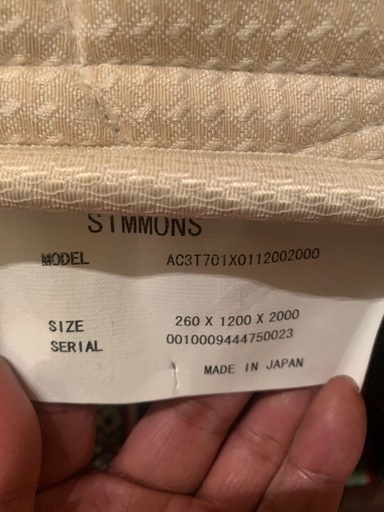 SIMMONS
MODEL AC3T701X0112002000
SIZE 260 X 1200 X 2000
SERIAL 0010009444750023
MADE IN JAPAN